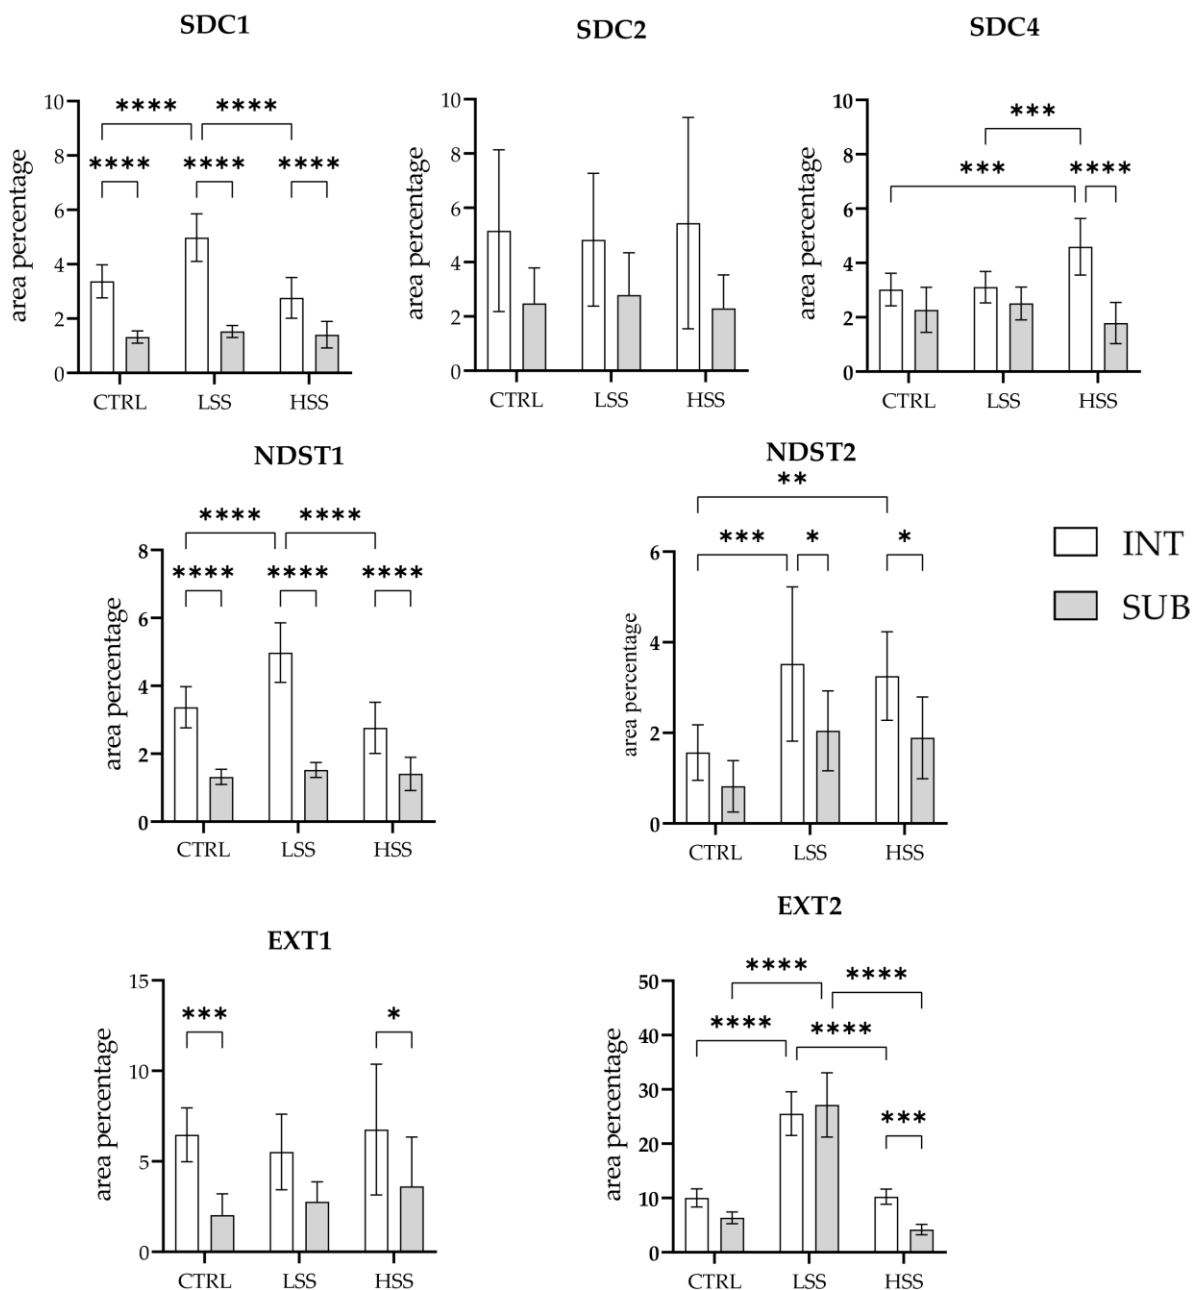 SDC1
SDC2
SDC4
10
8
6
4
2
0
area percentage
**** ****
**** **** ****
CTRL LSS HSS
10
8
6
4
2
0
area percentage
CTRL LSS HSS
10
8
6
4
2
0
area percentage
***
*** ****
CTRL LSS HSS
NDST1
NDST2
8
6
4
2
0
area percentage
**** ****
**** **** ****
CTRL LSS HSS
6
4
2
0
area percentage
**
*** * *
CTRL LSS HSS
INT
SUB
EXT1
EXT2
15
10
5
0
area percentage
*** *
CTRL LSS HSS
50
40
30
20
10
0
area percentage
**** ****
**** ****
***
CTRL LSS HSS